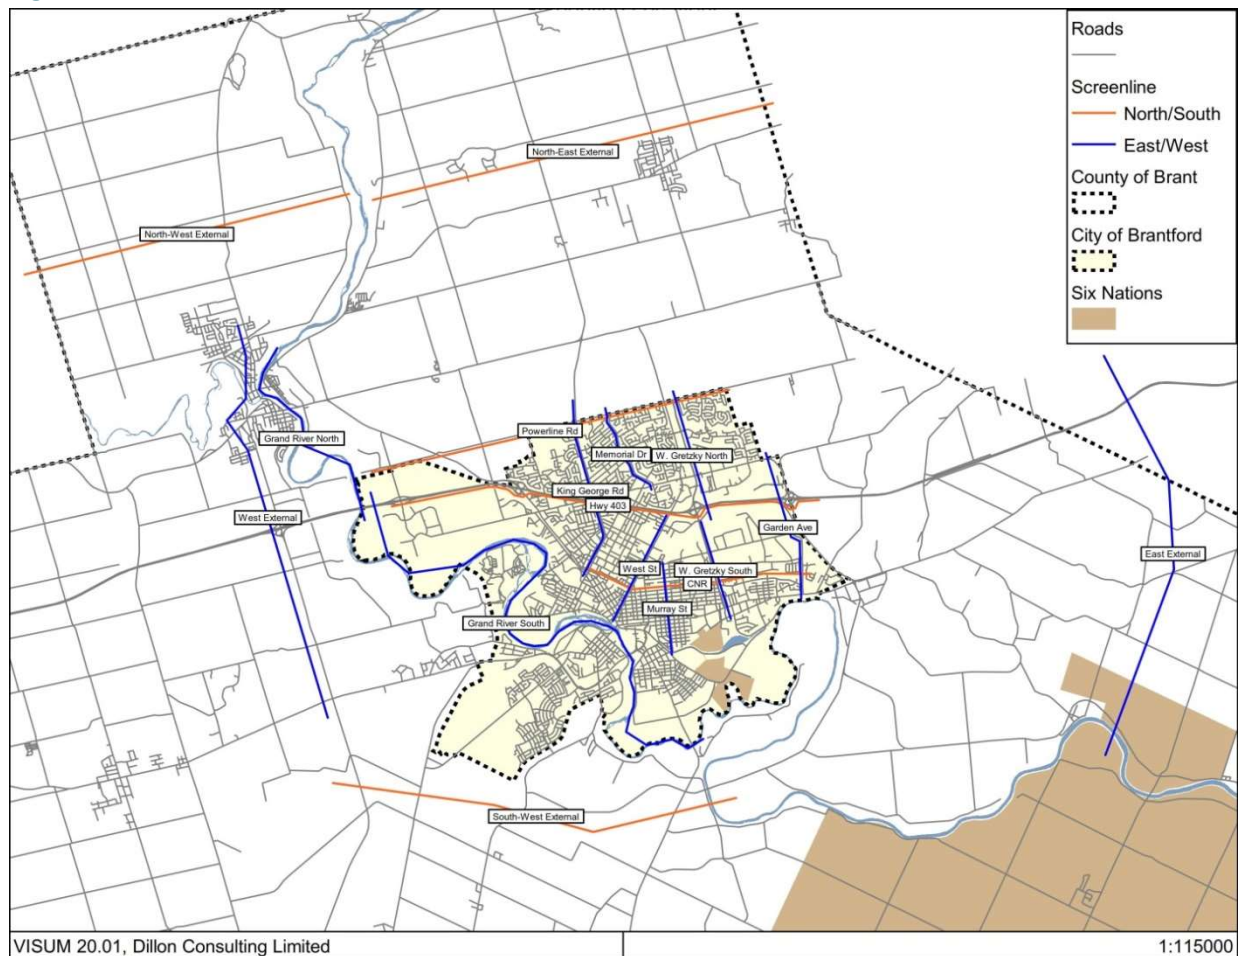 Roads
Screenline
North/South
East/West
County of Brant
City of Brantford
Six Nations
North-East External
North-West External
Powerline Rd
Grand River North
Memorial Dr
W. Gretzky North
King George Rd
Hwy 403
West External
Garden Ave
East External
West St
W. Gretzky South
CNR
Murray St
Grand River South
South-West External
VISUM 20.01, Dillon Consulting Limited
1:115000